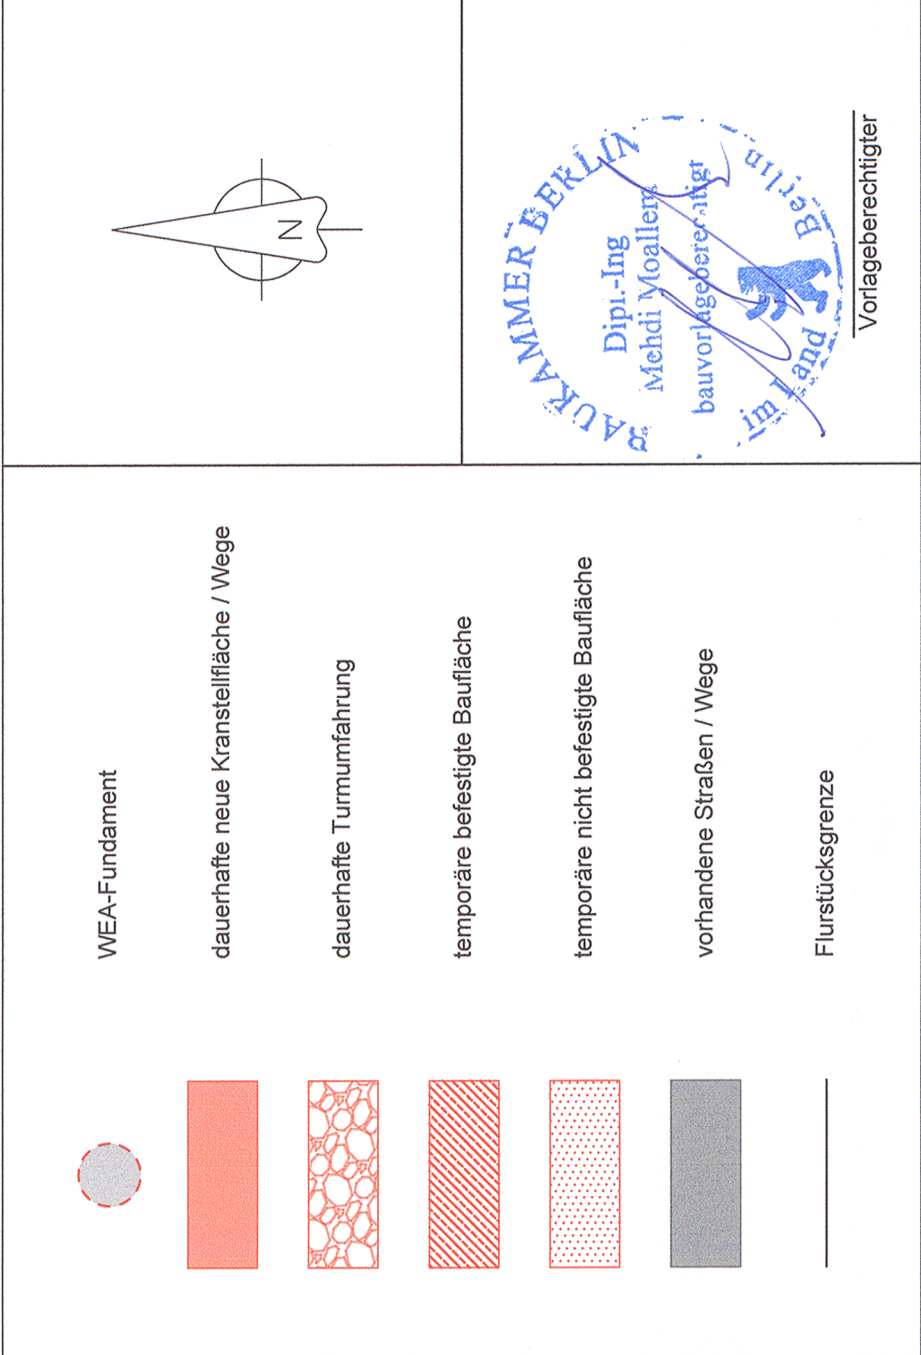 WEA-Fundament
dauerhafte neue Kranstellfläche / Wege
dauerhafte Turmumfahrung
temporäre befestigte Baufläche
temporäre nicht befestigte Baufläche
vorhandene Straßen / Wege
Flurstücksgrenze
N
BAUKAMMER BERLIN
Dipl.-Ing
Mehdi Moallem
bauvorlageberechtigt
im Land Berlin
Vorlageberechtigter